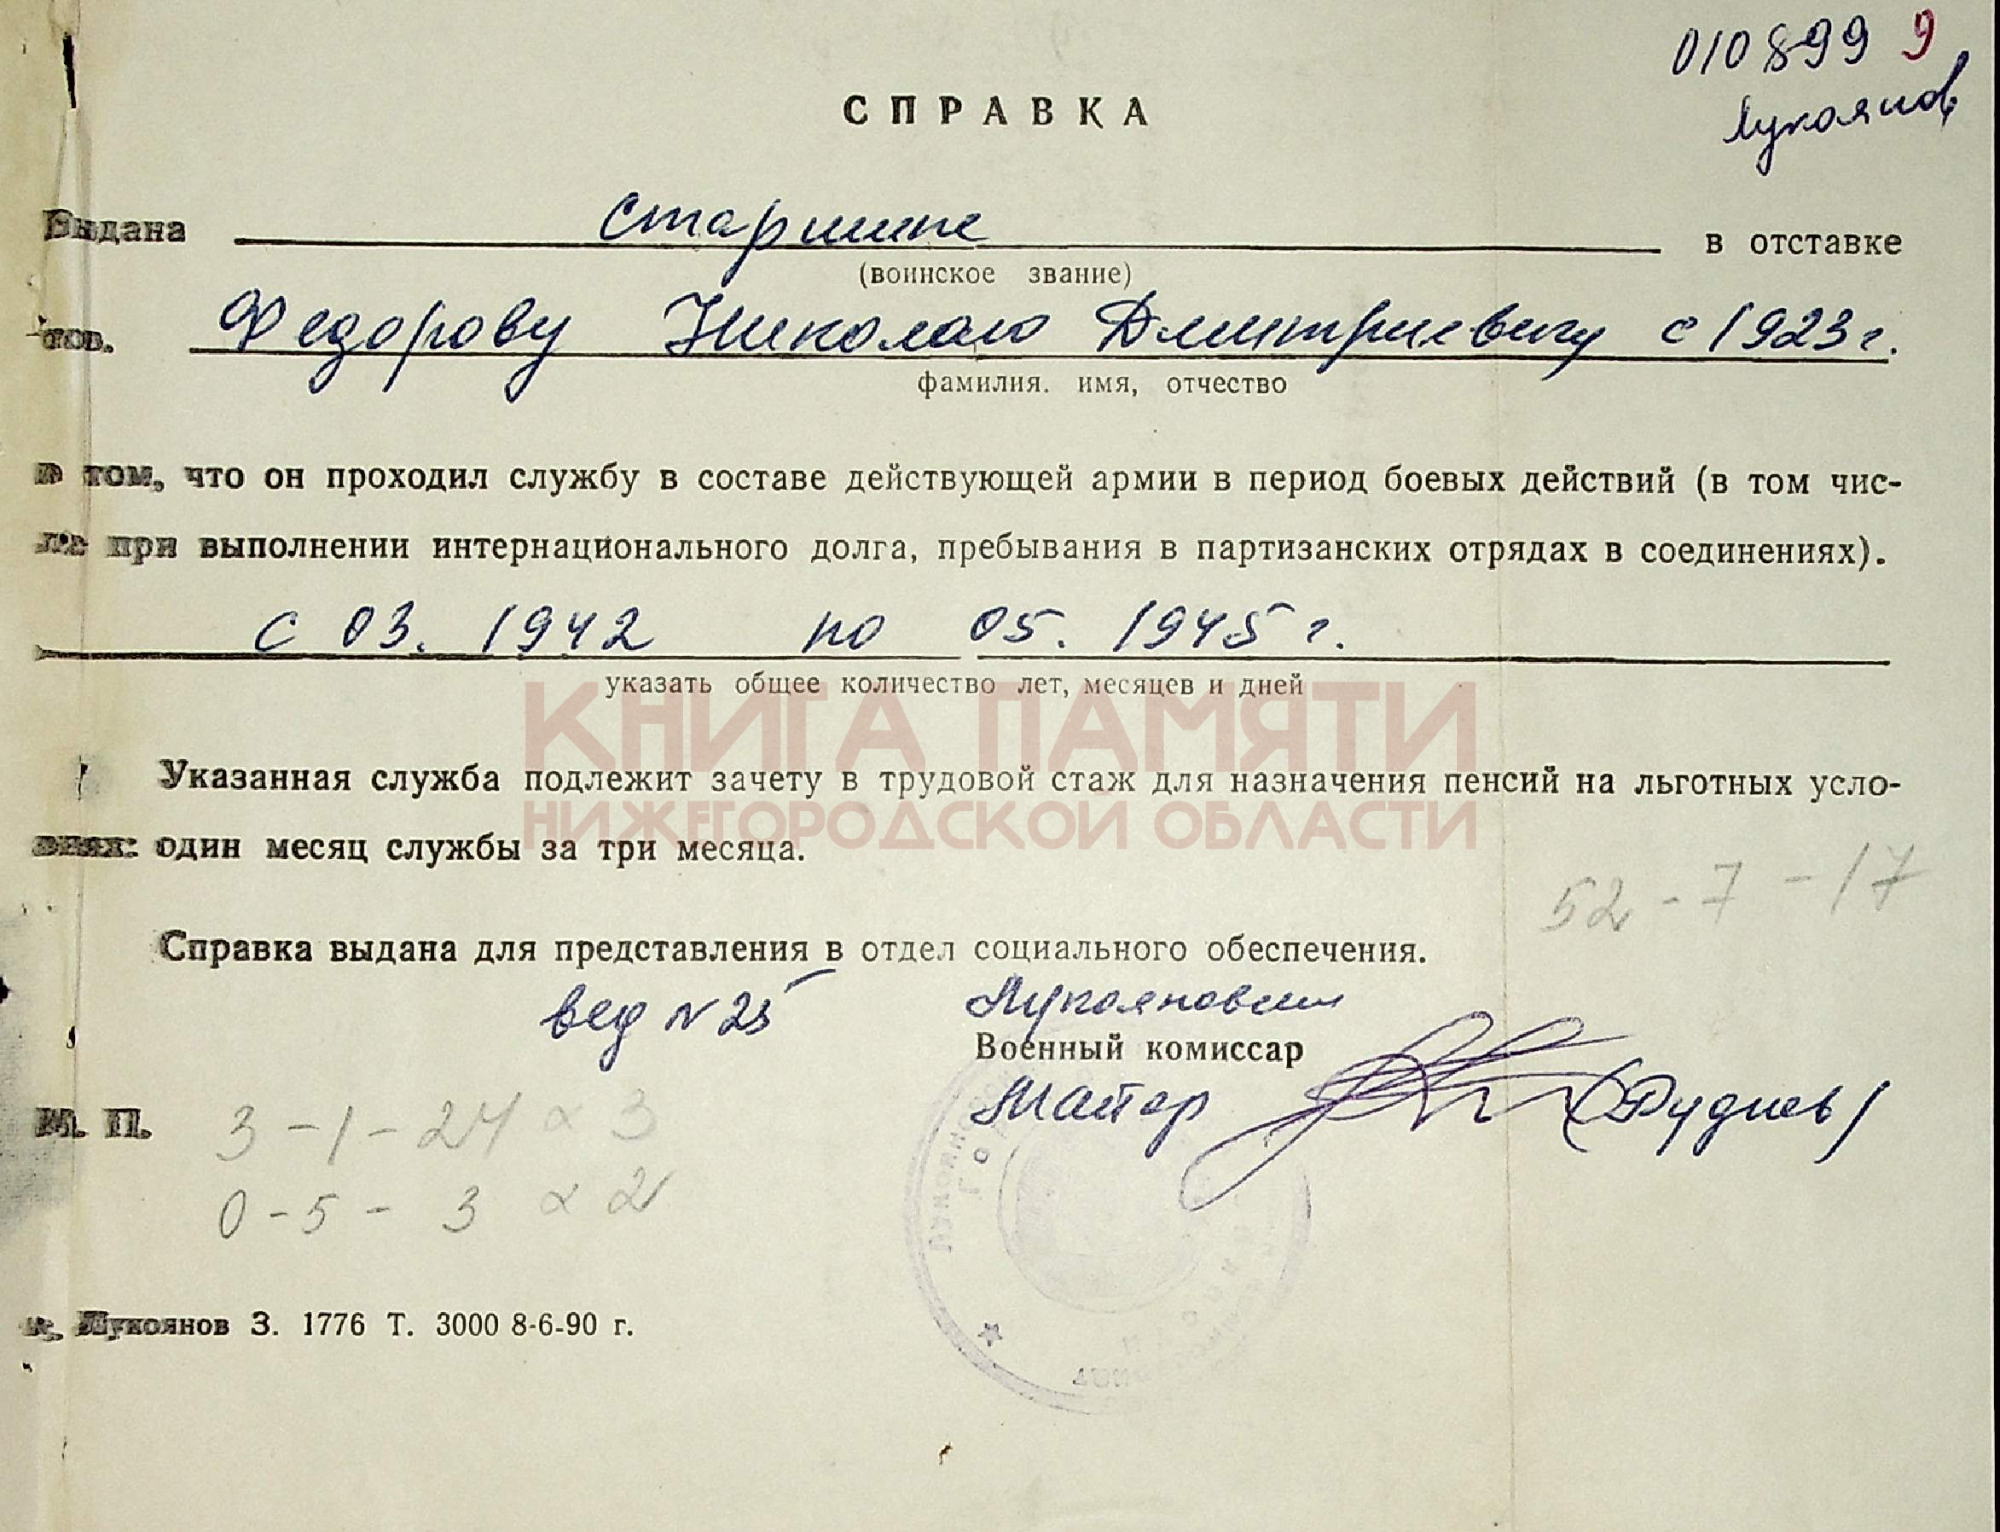 010899 9
Лукоянов
СПРАВКА
Выдана старшине в отставке
(воинское звание)
тов. Федорову Николаю Дмитриевичу с 1923 г.
фамилия. имя, отчество
в том, что он проходил службу в составе действующей армии в период боевых действий (в том чис-
ле при выполнении интернационального долга, пребывания в партизанских отрядах в соединениях).
с 03. 1942 по 05. 1945 г.
указать общее количество лет, месяцев и дней
КНИГА ПАМЯТИ
НИЖЕГОРОДСКОЙ ОБЛАСТИ
Указанная служба подлежит зачету в трудовой стаж для назначения пенсий на льготных усло-
виях: один месяц службы за три месяца.
52 - 7 - 17
Справка выдана для представления в отдел социального обеспечения.
вед № 25 Лукояновский
Военный комиссар
Майор (Рудиев)
М. П.
3 - 1 - 24 × 3
0 - 5 - 3 × 2
г. Лукоянов З. 1776 Т. 3000 8-6-90 г.